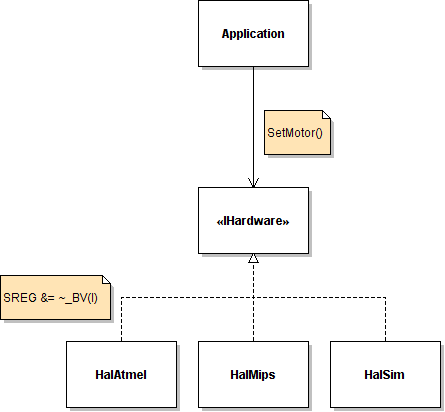 Application
SetMotor()
«IHardware»
SREG &= ~_BV(I)
HalAtmel
HalMips
HalSim